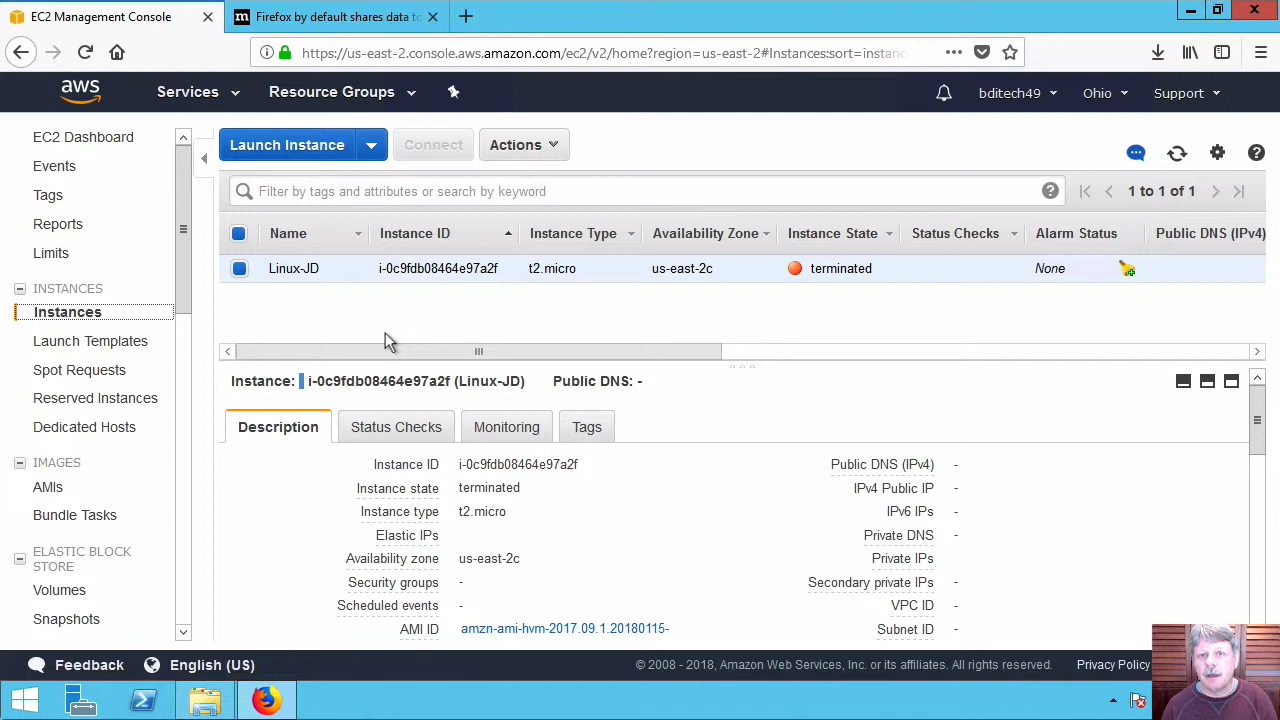 EC2 Management Console
Firefox by default shares data to
https://us-east-2.console.aws.amazon.com/ec2/v2/home?region=us-east-2#Instances:sort=instanc
aws
Services
Resource Groups
bditech49
Ohio
Support
EC2 Dashboard
Events
Tags
Reports
Limits
INSTANCES
Instances
Launch Templates
Spot Requests
Reserved Instances
Dedicated Hosts
IMAGES
AMIs
Bundle Tasks
ELASTIC BLOCK
STORE
Volumes
Snapshots
Launch Instance
Connect
Actions
Filter by tags and attributes or search by keyword
1 to 1 of 1
Name
Instance ID
Instance Type
Availability Zone
Instance State
Status Checks
Alarm Status
Public DNS (IPv4)
Linux-JD
i-0c9fdb08464e97a2f
t2.micro
us-east-2c
terminated
None
Instance: i-0c9fdb08464e97a2f (Linux-JD) Public DNS: -
Description
Status Checks
Monitoring
Tags
Instance ID i-0c9fdb08464e97a2f
Instance state terminated
Instance type t2.micro
Elastic IPs
Availability zone us-east-2c
Security groups -
Scheduled events -
AMI ID amzn-ami-hvm-2017.09.1.20180115-
Public DNS (IPv4) -
IPv4 Public IP -
IPv6 IPs -
Private DNS -
Private IPs -
Secondary private IPs -
VPC ID -
Subnet ID -
Feedback
English (US)
© 2008 - 2018, Amazon Web Services, Inc. or its affiliates. All rights reserved.
Privacy Policy